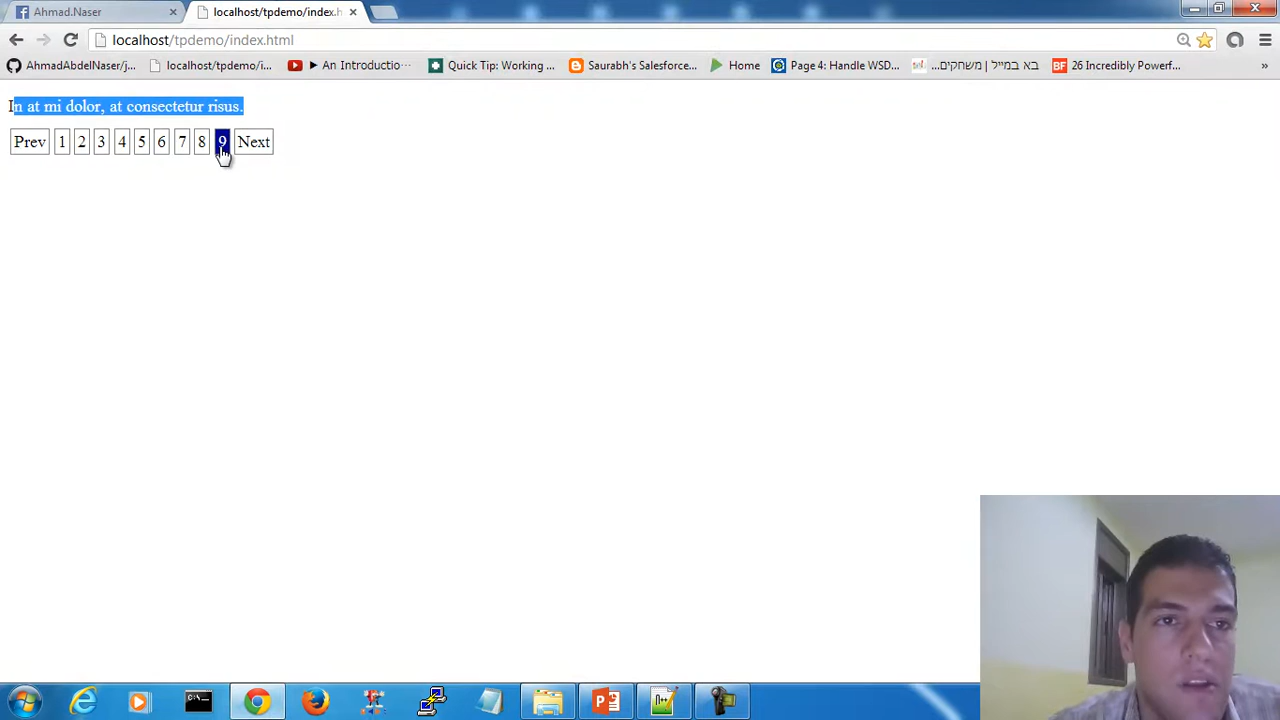 Ahmad.Naser
localhost/tpdemo/index.h
localhost/tpdemo/index.html
AhmadAbdelNaser/j...
localhost/tpdemo/i...
▶ An Introductio...
Quick Tip: Working ...
Saurabh's Salesforce...
Home
Page 4: Handle WSD...
בא במייל | משחקים...
BF
26 Incredibly Powerf...
»
In at mi dolor, at consectetur risus.
Prev 1 2 3 4 5 6 7 8 9 Next